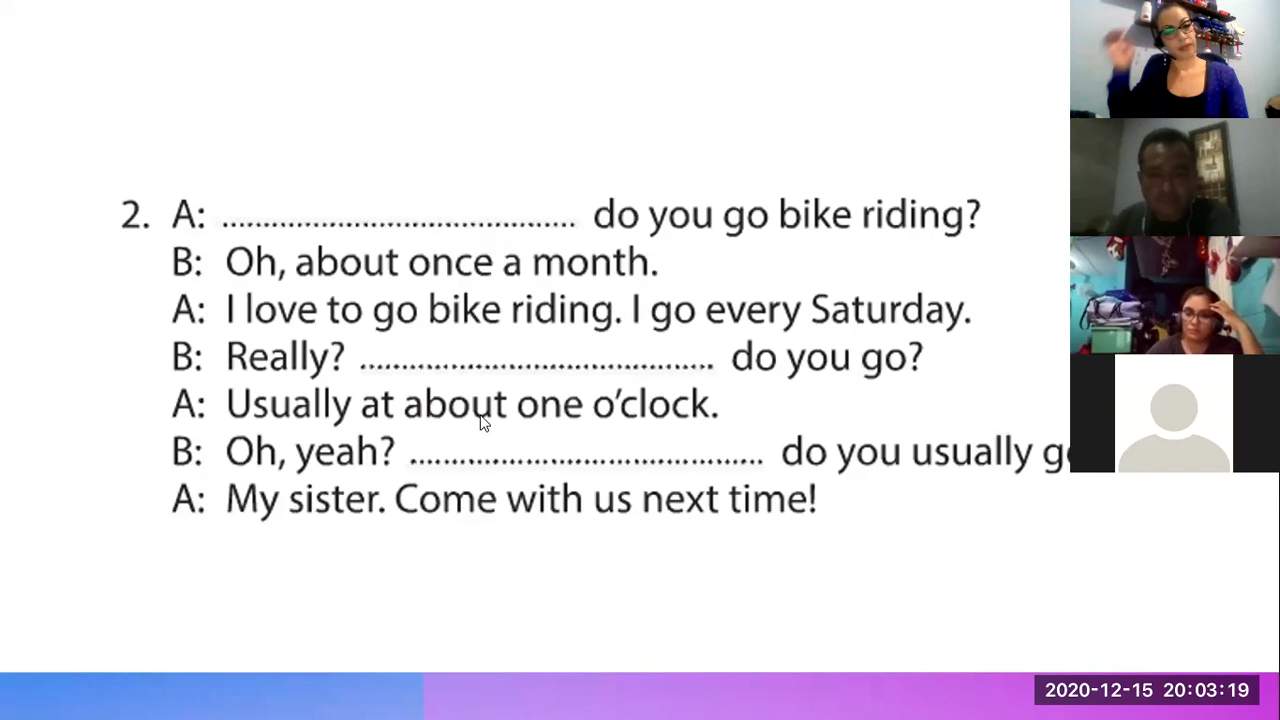 2. A: ........................................ do you go bike riding?
B: Oh, about once a month.
A: I love to go bike riding. I go every Saturday.
B: Really? ........................................ do you go?
A: Usually at about one o’clock.
B: Oh, yeah? ........................................ do you usually
A: My sister. Come with us next time!
2020-12-15 20:03:19